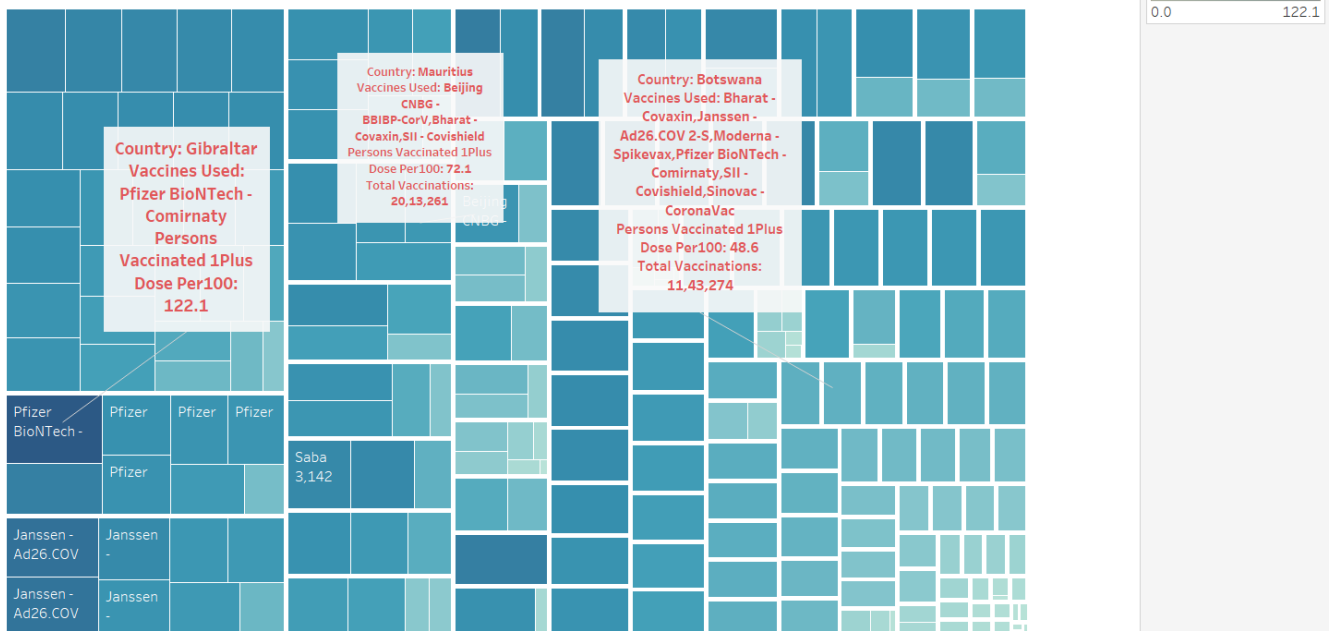 0.0 122.1
Country: Gibraltar
Vaccines Used:
Pfizer BioNTech -
Comirnaty
Persons
Vaccinated 1Plus
Dose Per100:
122.1
Country: Mauritius
Vaccines Used: Beijing
CNBG -
BBIBP-CorV,Bharat -
Covaxin,SII - Covishield
Persons Vaccinated 1Plus
Dose Per100: 72.1
Total Vaccinations:
20,13,261
Beijing
CNBG -
Country: Botswana
Vaccines Used: Bharat -
Covaxin,Janssen -
Ad26.COV 2-S,Moderna -
Spikevax,Pfizer BioNTech -
Comirnaty,SII -
Covishield,Sinovac -
CoronaVac
Persons Vaccinated 1Plus
Dose Per100: 48.6
Total Vaccinations:
11,43,274
Pfizer
BioNTech -
Pfizer
Pfizer
Pfizer
Pfizer
Saba
3,142
Janssen -
Ad26.COV
Janssen
-
Janssen -
Ad26.COV
Janssen
-